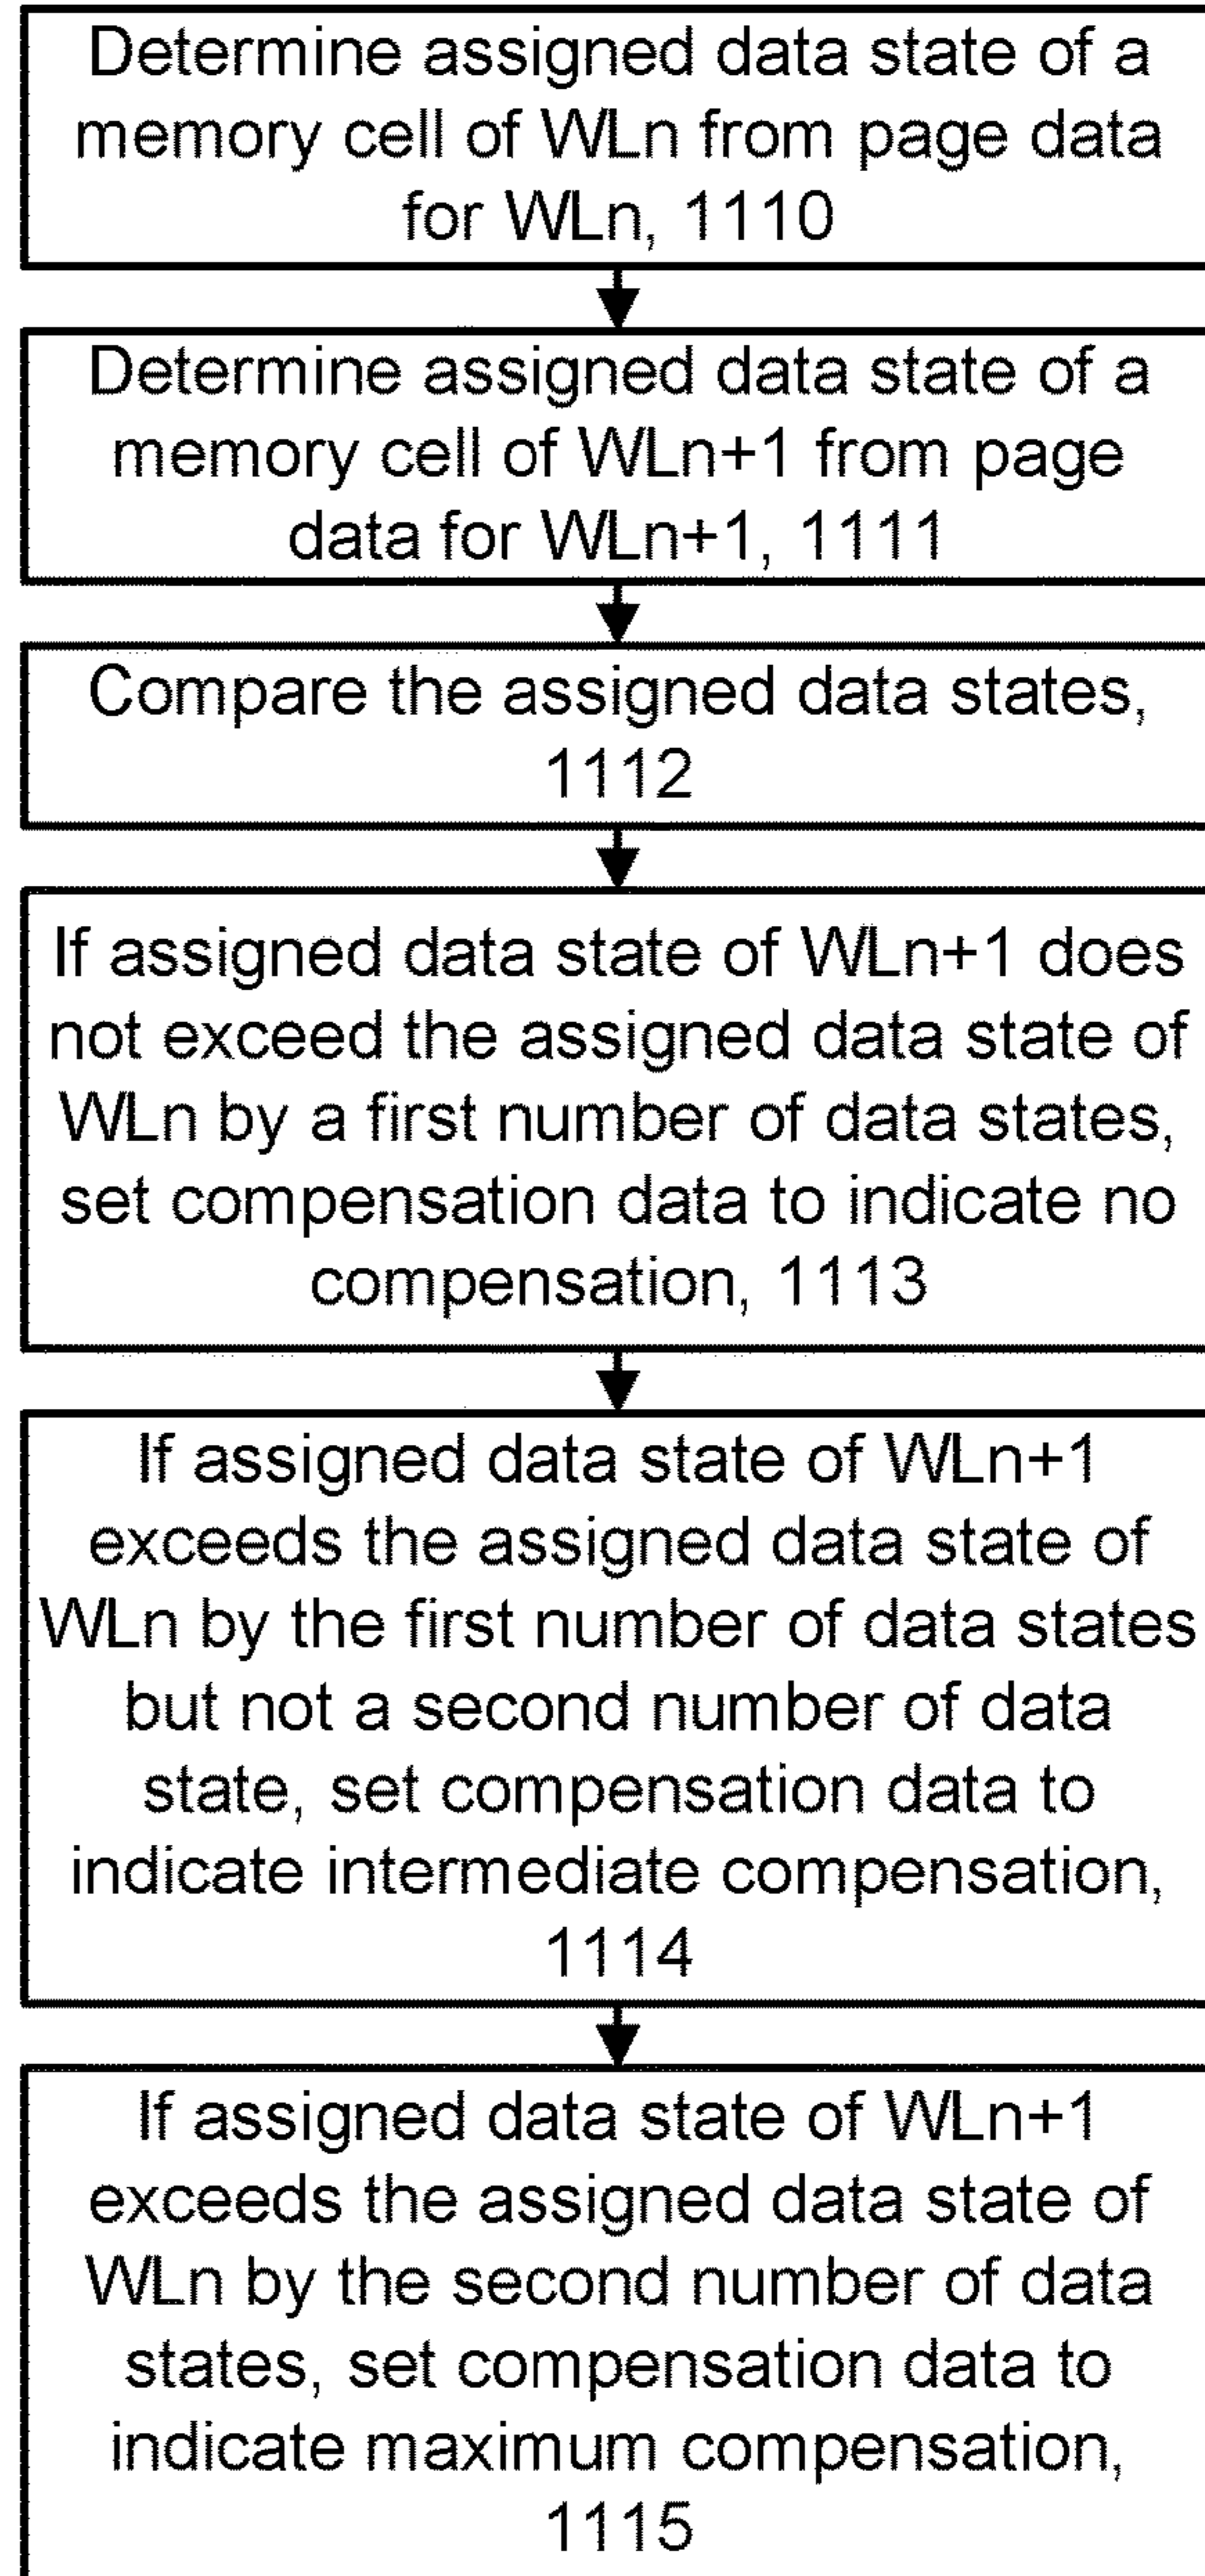 Determine assigned data state of a
memory cell of WLn from page data
for WLn, 1110
Determine assigned data state of a
memory cell of WLn+1 from page
data for WLn+1, 1111
Compare the assigned data states,
1112
If assigned data state of WLn+1 does
not exceed the assigned data state of
WLn by a first number of data states,
set compensation data to indicate no
compensation, 1113
If assigned data state of WLn+1
exceeds the assigned data state of
WLn by the first number of data states
but not a second number of data
state, set compensation data to
indicate intermediate compensation,
1114
If assigned data state of WLn+1
exceeds the assigned data state of
WLn by the second number of data
states, set compensation data to
indicate maximum compensation,
1115